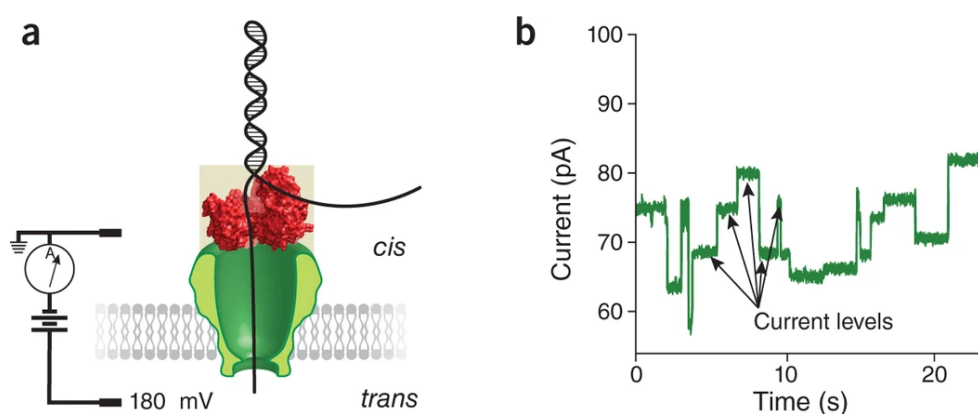 a
A
cis
trans
180 mV
b
Current (pA)
100
90
80
70
60
Current levels
0
10
20
Time (s)